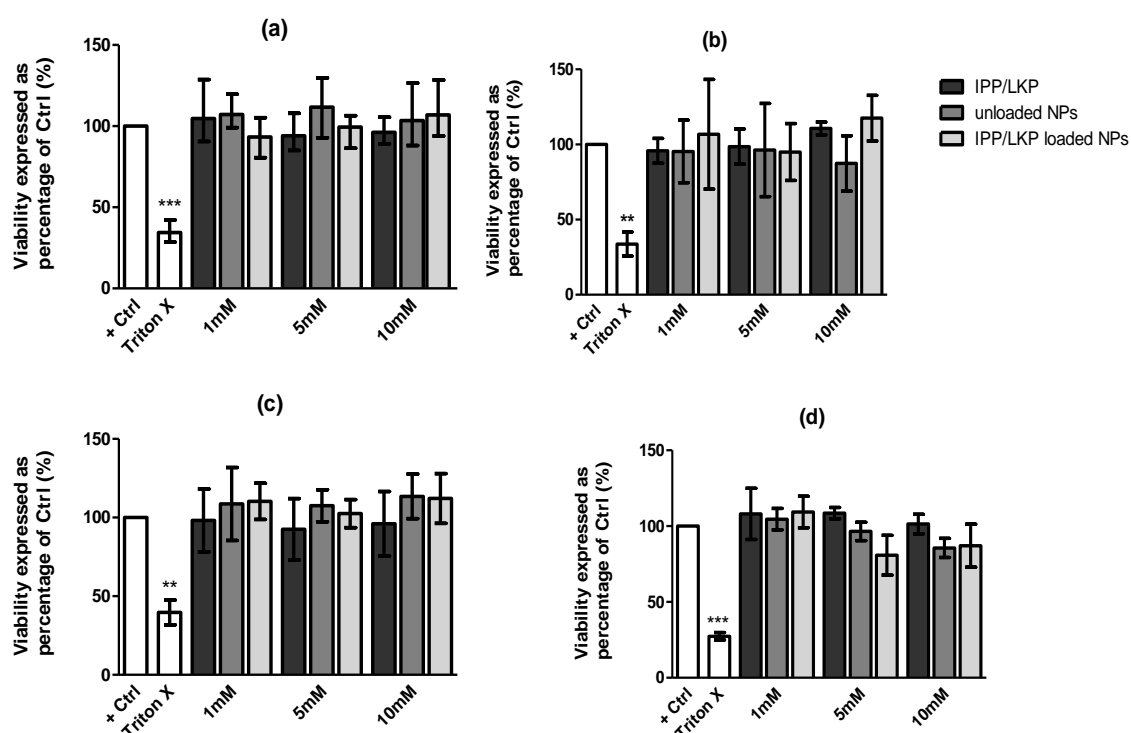 (a)
Viability expressed as
percentage of Ctrl (%)
150
100
50
0
***
+ Ctrl
Triton X
1mM
5mM
10mM
(b)
Viability expressed as
percentage of Ctrl (%)
150
100
50
0
**
+ Ctrl
Triton X
1mM
5mM
10mM
IPP/LKP
unloaded NPs
IPP/LKP loaded NPs
(c)
Viability expressed as
percentage of Ctrl (%)
150
100
50
0
**
+ Ctrl
Triton X
1mM
5mM
10mM
(d)
Viability expressed as
percentage of Ctrl (%)
150
100
50
0
***
+ Ctrl
Triton X
1mM
5mM
10mM